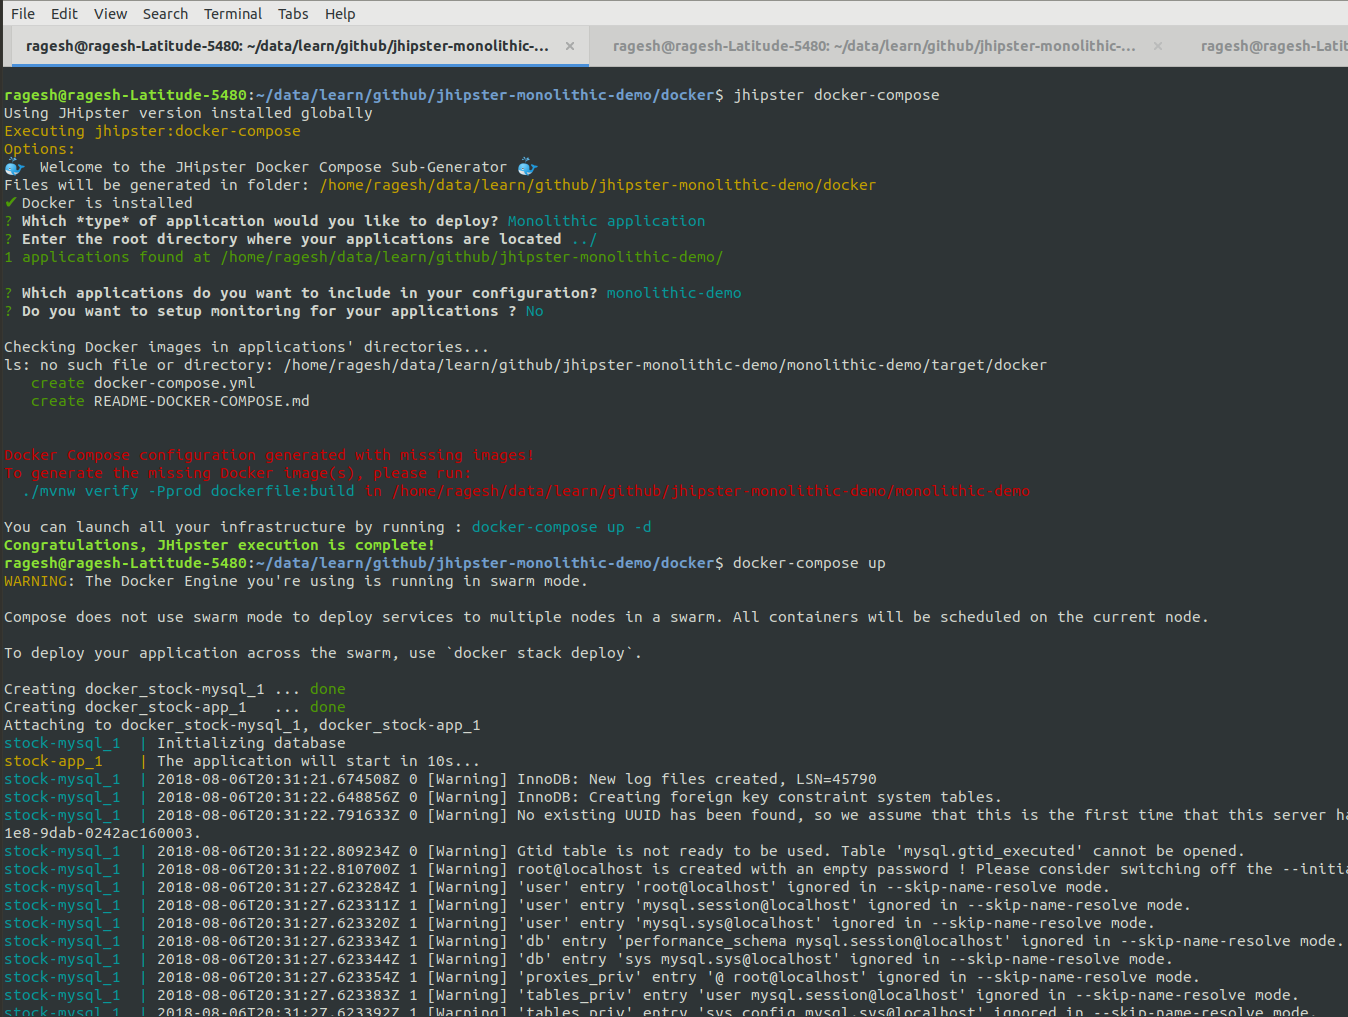 File Edit View Search Terminal Tabs Help
ragesh@ragesh-Latitude-5480: ~/data/learn/github/jhipster-monolithic-... × ragesh@ragesh-Latitude-5480: ~/data/learn/github/jhipster-monolithic-... × ragesh@ragesh-Latit
ragesh@ragesh-Latitude-5480:~/data/learn/github/jhipster-monolithic-demo/docker$ jhipster docker-compose
Using JHipster version installed globally
Executing jhipster:docker-compose
Options:
🐳 Welcome to the JHipster Docker Compose Sub-Generator 🐳
Files will be generated in folder: /home/ragesh/data/learn/github/jhipster-monolithic-demo/docker
✔ Docker is installed
? Which *type* of application would you like to deploy? Monolithic application
? Enter the root directory where your applications are located ../
1 applications found at /home/ragesh/data/learn/github/jhipster-monolithic-demo/
? Which applications do you want to include in your configuration? monolithic-demo
? Do you want to setup monitoring for your applications ? No
Checking Docker images in applications' directories...
ls: no such file or directory: /home/ragesh/data/learn/github/jhipster-monolithic-demo/monolithic-demo/target/docker
create docker-compose.yml
create README-DOCKER-COMPOSE.md
Docker Compose configuration generated with missing images!
To generate the missing Docker image(s), please run:
./mvnw verify -Pprod dockerfile:build in /home/ragesh/data/learn/github/jhipster-monolithic-demo/monolithic-demo
You can launch all your infrastructure by running : docker-compose up -d
Congratulations, JHipster execution is complete!
ragesh@ragesh-Latitude-5480:~/data/learn/github/jhipster-monolithic-demo/docker$ docker-compose up
WARNING: The Docker Engine you're using is running in swarm mode.
Compose does not use swarm mode to deploy services to multiple nodes in a swarm. All containers will be scheduled on the current node.
To deploy your application across the swarm, use `docker stack deploy`.
Creating docker_stock-mysql_1 ... done
Creating docker_stock-app_1   ... done
Attaching to docker_stock-mysql_1, docker_stock-app_1
stock-mysql_1  | Initializing database
stock-app_1    | The application will start in 10s...
stock-mysql_1  | 2018-08-06T20:31:21.674508Z 0 [Warning] InnoDB: New log files created, LSN=45790
stock-mysql_1  | 2018-08-06T20:31:22.648856Z 0 [Warning] InnoDB: Creating foreign key constraint system tables.
stock-mysql_1  | 2018-08-06T20:31:22.791633Z 0 [Warning] No existing UUID has been found, so we assume that this is the first time that this server ha
1e8-9dab-0242ac160003.
stock-mysql_1  | 2018-08-06T20:31:22.809234Z 0 [Warning] Gtid table is not ready to be used. Table 'mysql.gtid_executed' cannot be opened.
stock-mysql_1  | 2018-08-06T20:31:22.810700Z 1 [Warning] root@localhost is created with an empty password ! Please consider switching off the --initia
stock-mysql_1  | 2018-08-06T20:31:27.623284Z 1 [Warning] 'user' entry 'root@localhost' ignored in --skip-name-resolve mode.
stock-mysql_1  | 2018-08-06T20:31:27.623311Z 1 [Warning] 'user' entry 'mysql.session@localhost' ignored in --skip-name-resolve mode.
stock-mysql_1  | 2018-08-06T20:31:27.623320Z 1 [Warning] 'user' entry 'mysql.sys@localhost' ignored in --skip-name-resolve mode.
stock-mysql_1  | 2018-08-06T20:31:27.623334Z 1 [Warning] 'db' entry 'performance_schema mysql.session@localhost' ignored in --skip-name-resolve mode.
stock-mysql_1  | 2018-08-06T20:31:27.623344Z 1 [Warning] 'db' entry 'sys mysql.sys@localhost' ignored in --skip-name-resolve mode.
stock-mysql_1  | 2018-08-06T20:31:27.623354Z 1 [Warning] 'proxies_priv' entry '@ root@localhost' ignored in --skip-name-resolve mode.
stock-mysql_1  | 2018-08-06T20:31:27.623383Z 1 [Warning] 'tables_priv' entry 'user mysql.session@localhost' ignored in --skip-name-resolve mode.
stock-mysql_1  | 2018-08-06T20:31:27.623392Z 1 [Warning] 'tables_priv' entry 'sys_config mysql.sys@localhost' ignored in --skip-name-resolve mode.